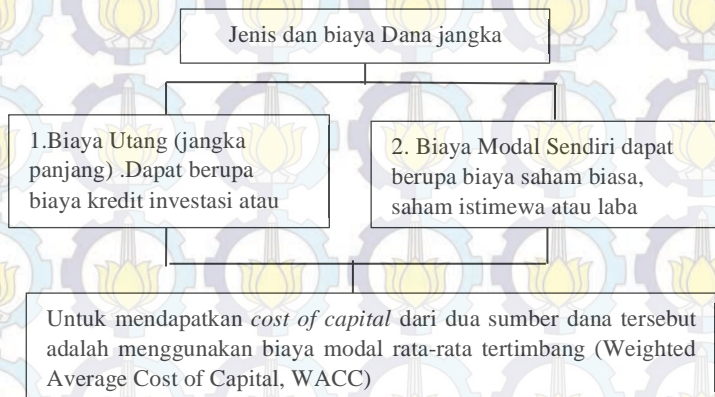 Jenis dan biaya Dana jangka
1.Biaya Utang (jangka
panjang) .Dapat berupa
biaya kredit investasi atau
2. Biaya Modal Sendiri dapat
berupa biaya saham biasa,
saham istimewa atau laba
Untuk mendapatkan cost of capital dari dua sumber dana tersebut
adalah menggunakan biaya modal rata-rata tertimbang (Weighted
Average Cost of Capital, WACC)